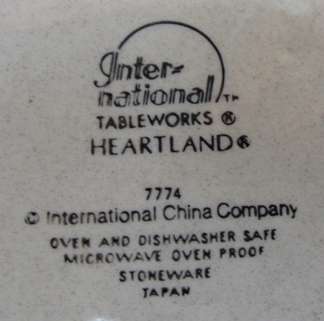 Inter-
national TM
TABLEWORKS ®
HEARTLAND ®
7774
© International China Company
OVEN AND DISHWASHER SAFE
MICROWAVE OVEN PROOF
STONEWARE
JAPAN